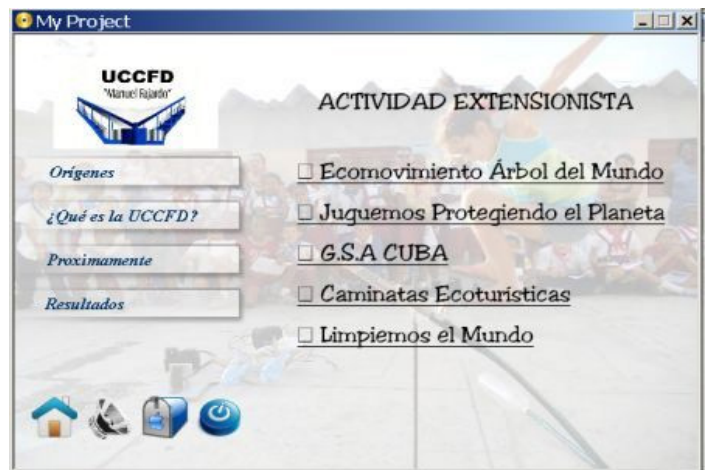 My Project
UCCFD
"Manuel Fajardo"
ACTIVIDAD EXTENSIONISTA
Orígenes
¿Qué es la UCCFD?
Proximamente
Resultados
Ecomovimiento Árbol del Mundo
Juguemos Protegiendo el Planeta
G.S.A CUBA
Caminatas Ecoturísticas
Limpiemos el Mundo